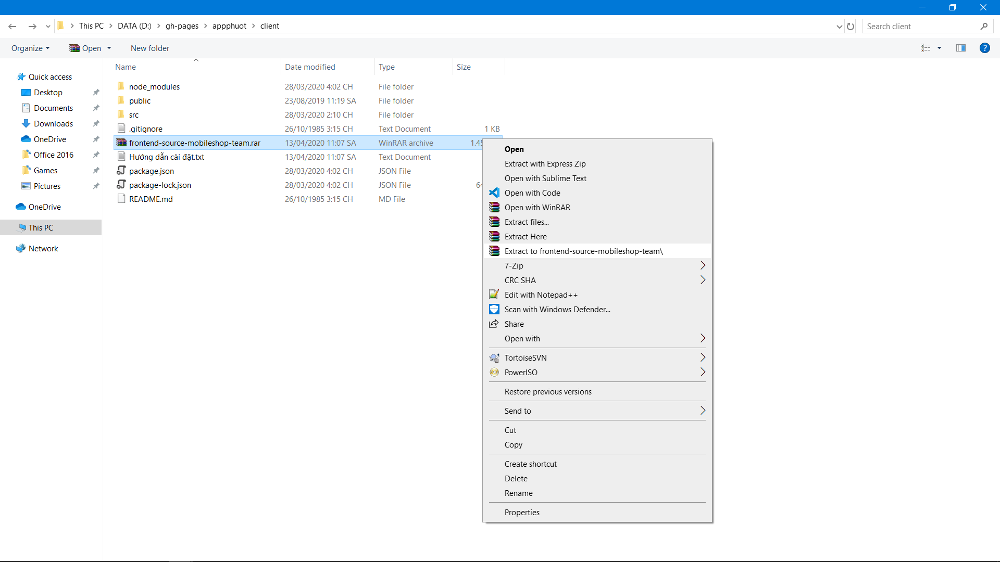 This PC
DATA (D:)
gh-pages
appphuot
client
Search client
Organize
Open
New folder
?
Name
Date modified
Type
Size
Quick access
Desktop
Documents
Downloads
OneDrive
Office 2016
Games
Pictures
OneDrive
This PC
Network
node_modules 28/03/2020 4:02 CH File folder
public 23/08/2019 11:19 SA File folder
src 28/03/2020 2:10 CH File folder
.gitignore 26/10/1985 3:15 CH Text Document 1 KB
frontend-source-mobileshop-team.rar 13/04/2020 11:07 SA WinRAR archive
Hướng dẫn cài đặt.txt 13/04/2020 11:07 SA Text Document
package.json 28/03/2020 4:02 CH JSON File
package-lock.json 28/03/2020 4:02 CH JSON File
README.md 26/10/1985 3:15 CH MD File
Open
Extract with Express Zip
Open with Sublime Text
Open with Code
Open with WinRAR
Extract files...
Extract Here
Extract to frontend-source-mobileshop-team\
7-Zip
CRC SHA
Edit with Notepad++
Scan with Windows Defender...
Share
Open with
TortoiseSVN
PowerISO
Restore previous versions
Send to
Cut
Copy
Create shortcut
Delete
Rename
Properties